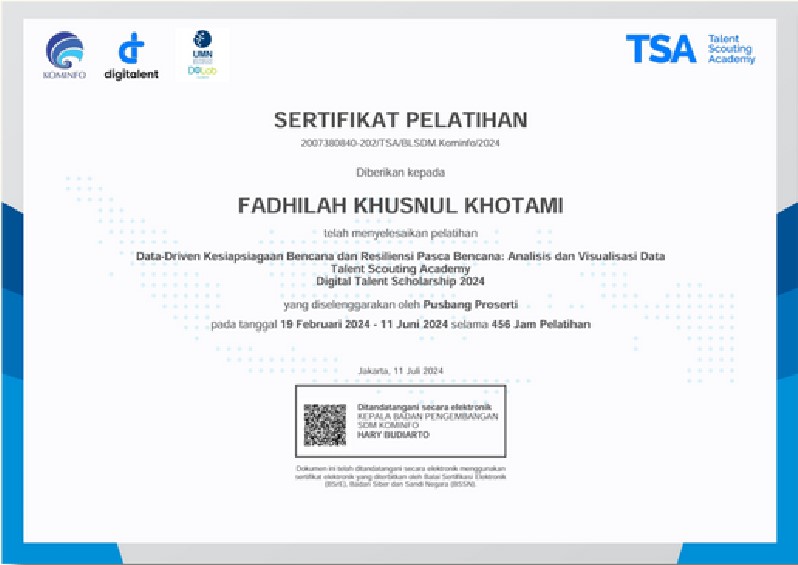 KOMINFO
digitalent
UMN
TSA
Talent
Scouting
Academy
SERTIFIKAT PELATIHAN
2007380840-202/TSA/BLSDM.Kominfo/2024
Diberikan kepada
FADHILAH KHUSNUL KHOTAMI
telah menyelesaikan pelatihan
Data-Driven Kesiapsiagaan Bencana dan Resiliensi Pasca Bencana: Analisis dan Visualisasi Data
Talent Scouting Academy
Digital Talent Scholarship 2024
yang diselenggarakan oleh Pusbang Proserti
pada tanggal 19 Februari 2024 - 11 Juni 2024 selama 456 Jam Pelatihan
Jakarta, 11 Juli 2024
Ditandatangani secara elektronik
KEPALA BADAN PENGEMBANGAN
SDM KOMINFO
HARY BUDIARTO
Dokumen ini telah ditandatangani secara elektronik menggunakan
sertifikat elektronik yang diterbitkan oleh Balai Sertifikasi Elektronik
(BSrE), Badan Siber dan Sandi Negara (BSSN).